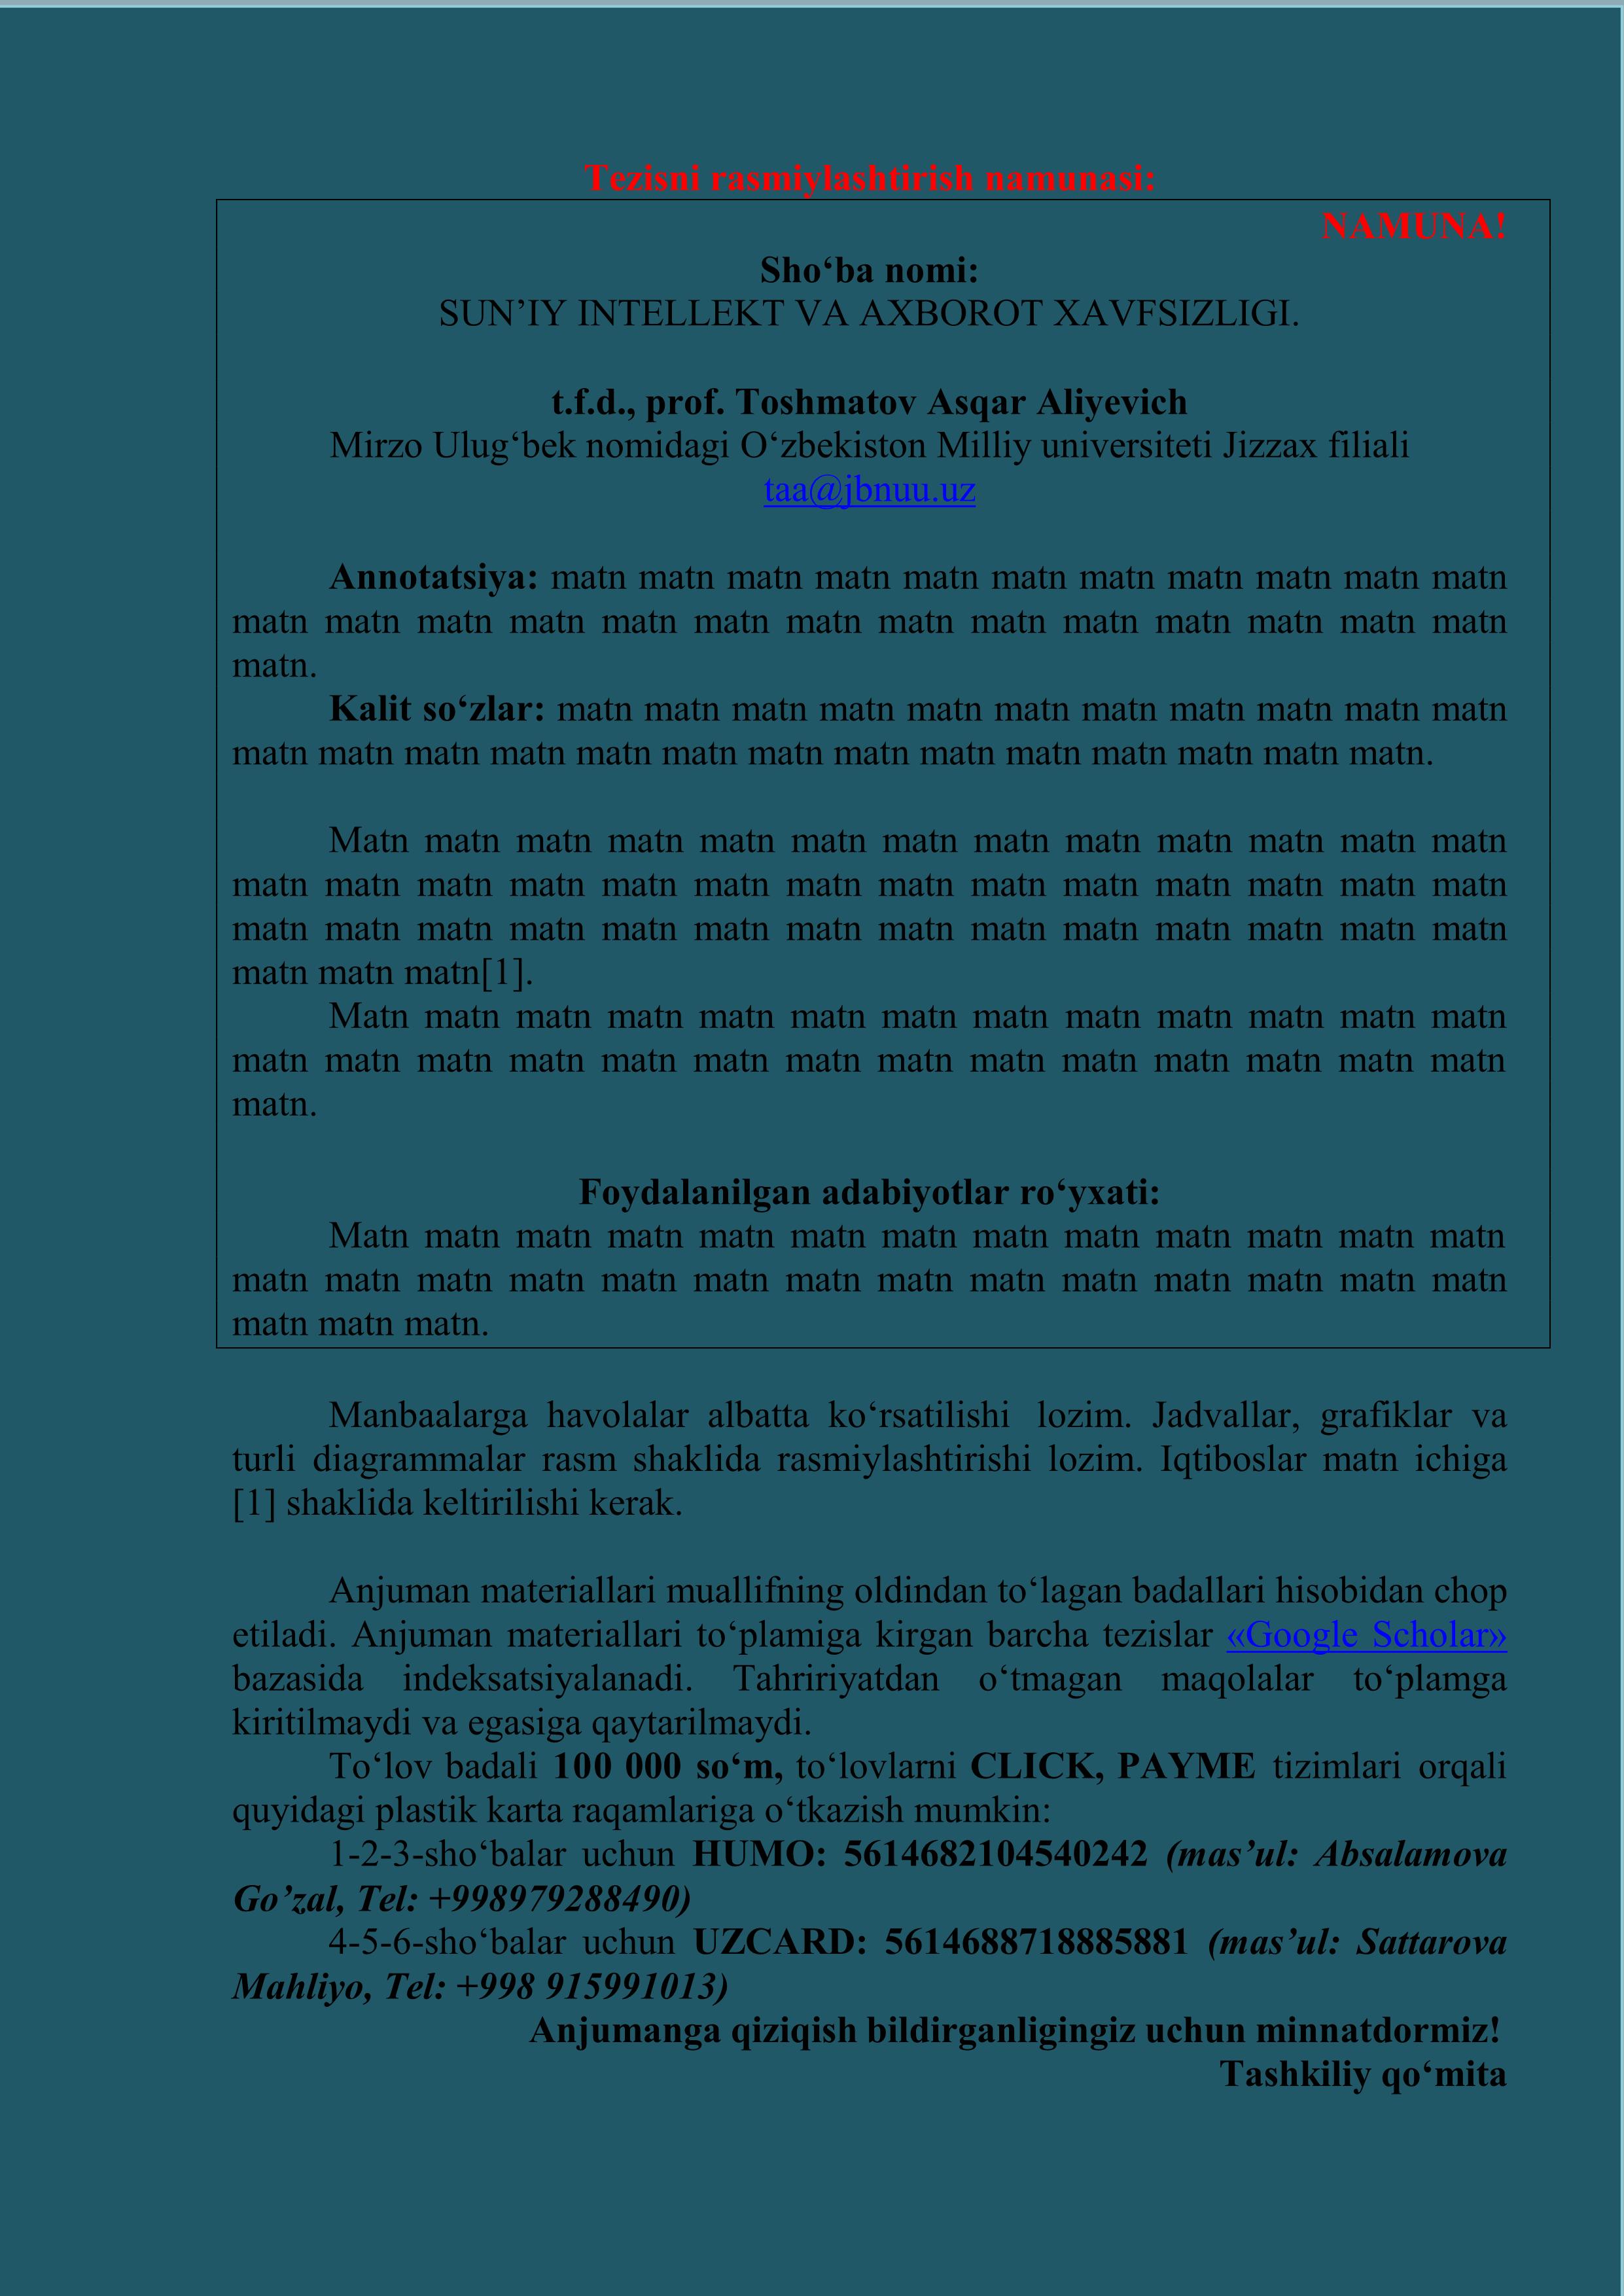 Tezisni rasmiylashtirish namunasi:
NAMUNA!
Sho‘ba nomi:
SUN’IY INTELLEKT VA AXBOROT XAVFSIZLIGI.
t.f.d., prof. Toshmatov Asqar Aliyevich
Mirzo Ulug‘bek nomidagi O‘zbekiston Milliy universiteti Jizzax filiali
taa@jbnuu.uz
Annotatsiya: matn matn matn matn matn matn matn matn matn matn matn
matn matn matn matn matn matn matn matn matn matn matn matn matn matn
matn.
Kalit so‘zlar: matn matn matn matn matn matn matn matn matn matn matn
matn matn matn matn matn matn matn matn matn matn matn matn matn matn.
Matn matn matn matn matn matn matn matn matn matn matn matn matn
matn matn matn matn matn matn matn matn matn matn matn matn matn matn
matn matn matn matn matn matn matn matn matn matn matn matn matn matn
matn matn matn[1].
Matn matn matn matn matn matn matn matn matn matn matn matn matn
matn matn matn matn matn matn matn matn matn matn matn matn matn matn
matn.
Foydalanilgan adabiyotlar ro‘yxati:
Matn matn matn matn matn matn matn matn matn matn matn matn matn
matn matn matn matn matn matn matn matn matn matn matn matn matn matn
matn matn matn.
Manbaalarga havolalar albatta ko‘rsatilishi lozim. Jadvallar, grafiklar va
turli diagrammalar rasm shaklida rasmiylashtirishi lozim. Iqtiboslar matn ichiga
[1] shaklida keltirilishi kerak.
Anjuman materiallari muallifning oldindan to‘lagan badallari hisobidan chop
etiladi. Anjuman materiallari to‘plamiga kirgan barcha tezislar «Google Scholar»
bazasida indeksatsiyalanadi. Tahririyatdan o‘tmagan maqolalar to‘plamga
kiritilmaydi va egasiga qaytarilmaydi.
To‘lov badali 100 000 so‘m, to‘lovlarni CLICK, PAYME tizimlari orqali
quyidagi plastik karta raqamlariga o‘tkazish mumkin:
1-2-3-sho‘balar uchun HUMO: 5614682104540242 (mas’ul: Absalamova
Go’zal, Tel: +998979288490)
4-5-6-sho‘balar uchun UZCARD: 5614688718885881 (mas’ul: Sattarova
Mahliyo, Tel: +998 915991013)
Anjumanga qiziqish bildirganligingiz uchun minnatdormiz!
Tashkiliy qo‘mita